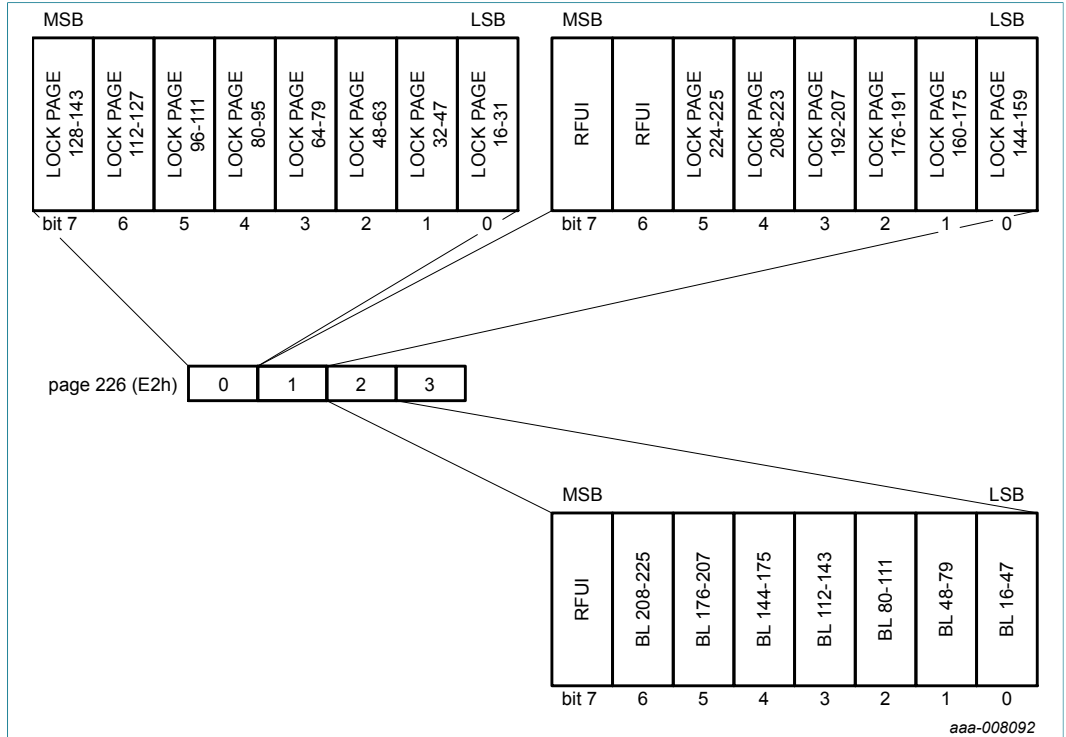 MSB LSB
LOCK PAGE 128-143
LOCK PAGE 112-127
LOCK PAGE 96-111
LOCK PAGE 80-95
LOCK PAGE 64-79
LOCK PAGE 48-63
LOCK PAGE 32-47
LOCK PAGE 16-31
bit 7 6 5 4 3 2 1 0
MSB LSB
RFUI
RFUI
LOCK PAGE 224-225
LOCK PAGE 208-223
LOCK PAGE 192-207
LOCK PAGE 176-191
LOCK PAGE 160-175
LOCK PAGE 144-159
bit 7 6 5 4 3 2 1 0
page 226 (E2h) 0 1 2 3
MSB LSB
RFUI
BL 208-225
BL 176-207
BL 144-175
BL 112-143
BL 80-111
BL 48-79
BL 16-47
bit 7 6 5 4 3 2 1 0
aaa-008092